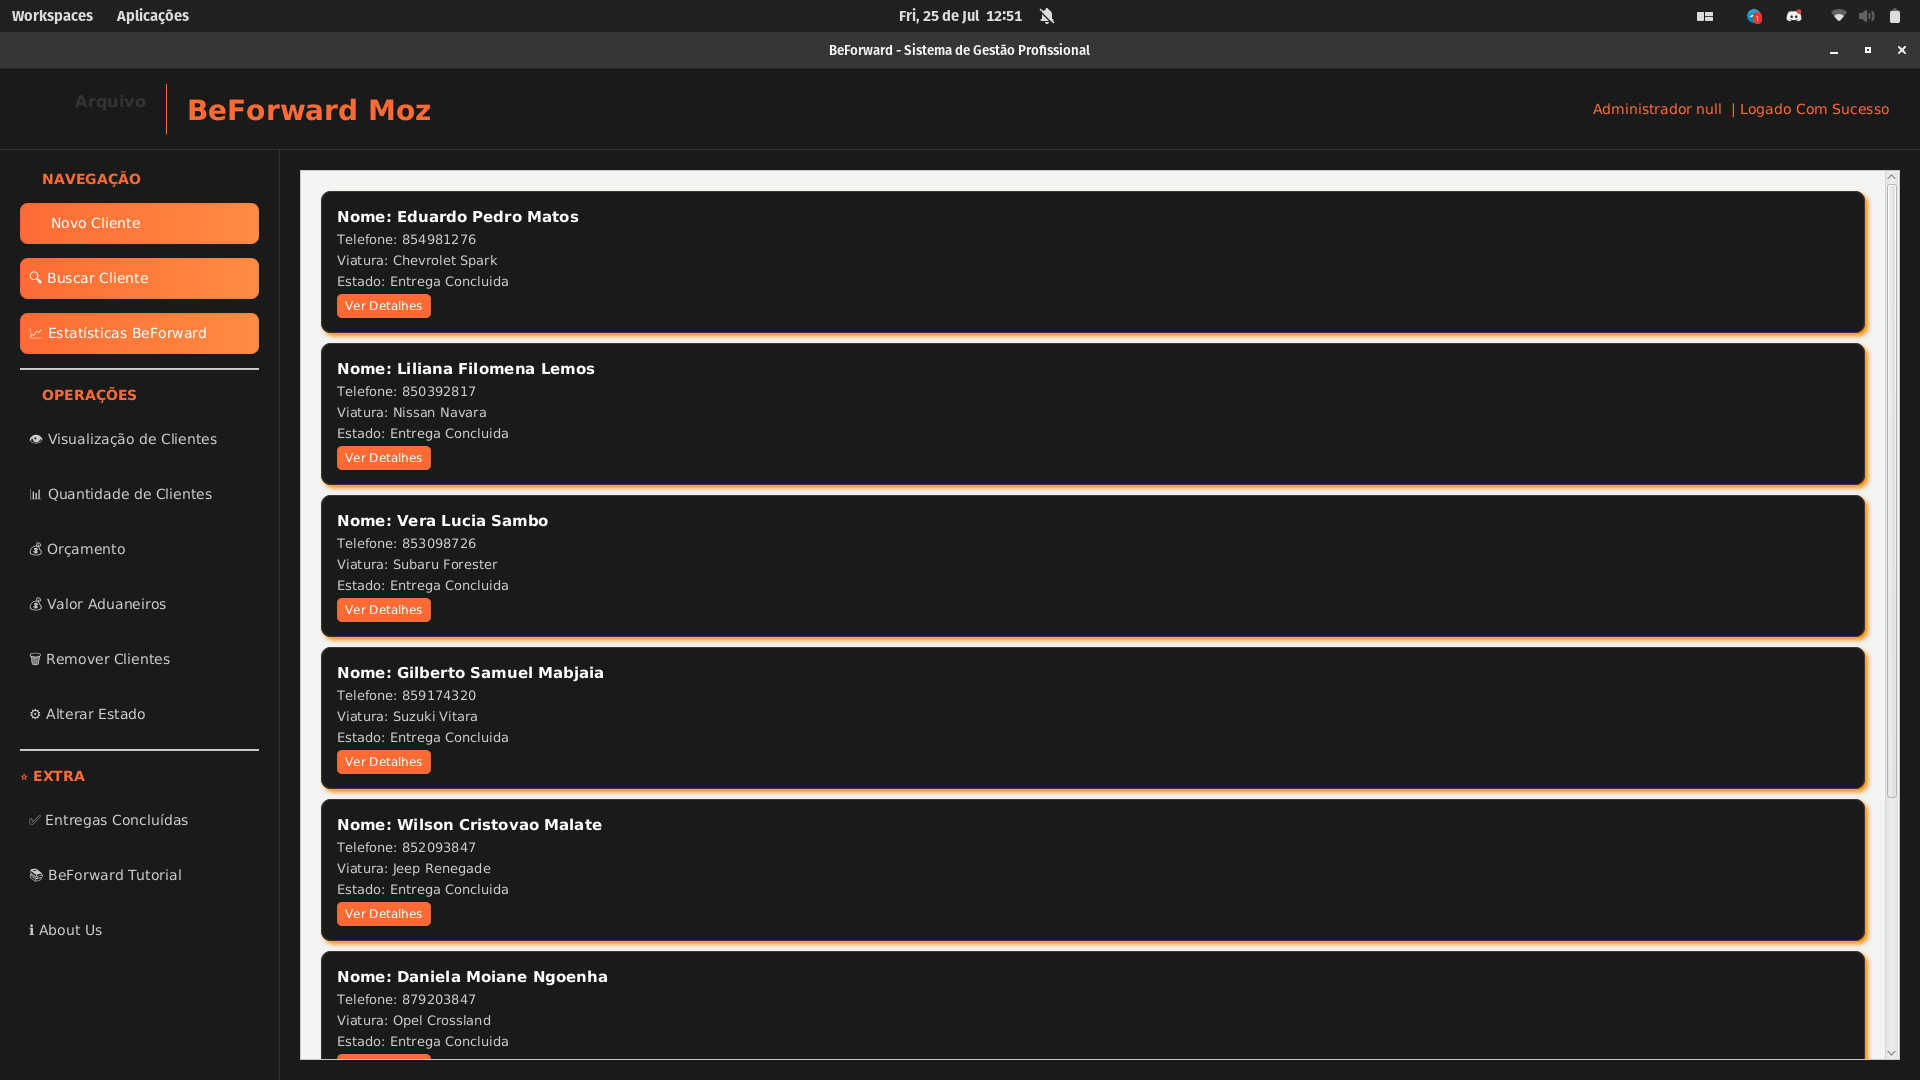 Workspaces Aplicações Fri, 25 de Jul 12:51
BeForward - Sistema de Gestão Profissional
Arquivo
BeForward Moz
Administrador null | Logado Com Sucesso
NAVEGAÇÃO
Novo Cliente
Buscar Cliente
Estatísticas BeForward
OPERAÇÕES
Visualização de Clientes
Quantidade de Clientes
Orçamento
Valor Aduaneiros
Remover Clientes
Alterar Estado
EXTRA
Entregas Concluídas
BeForward Tutorial
About Us
Nome: Eduardo Pedro Matos
Telefone: 854981276
Viatura: Chevrolet Spark
Estado: Entrega Concluida
Ver Detalhes
Nome: Liliana Filomena Lemos
Telefone: 850392817
Viatura: Nissan Navara
Estado: Entrega Concluida
Ver Detalhes
Nome: Vera Lucia Sambo
Telefone: 853098726
Viatura: Subaru Forester
Estado: Entrega Concluida
Ver Detalhes
Nome: Gilberto Samuel Mabjaia
Telefone: 859174320
Viatura: Suzuki Vitara
Estado: Entrega Concluida
Ver Detalhes
Nome: Wilson Cristovao Malate
Telefone: 852093847
Viatura: Jeep Renegade
Estado: Entrega Concluida
Ver Detalhes
Nome: Daniela Moiane Ngoenha
Telefone: 879203847
Viatura: Opel Crossland
Estado: Entrega Concluida